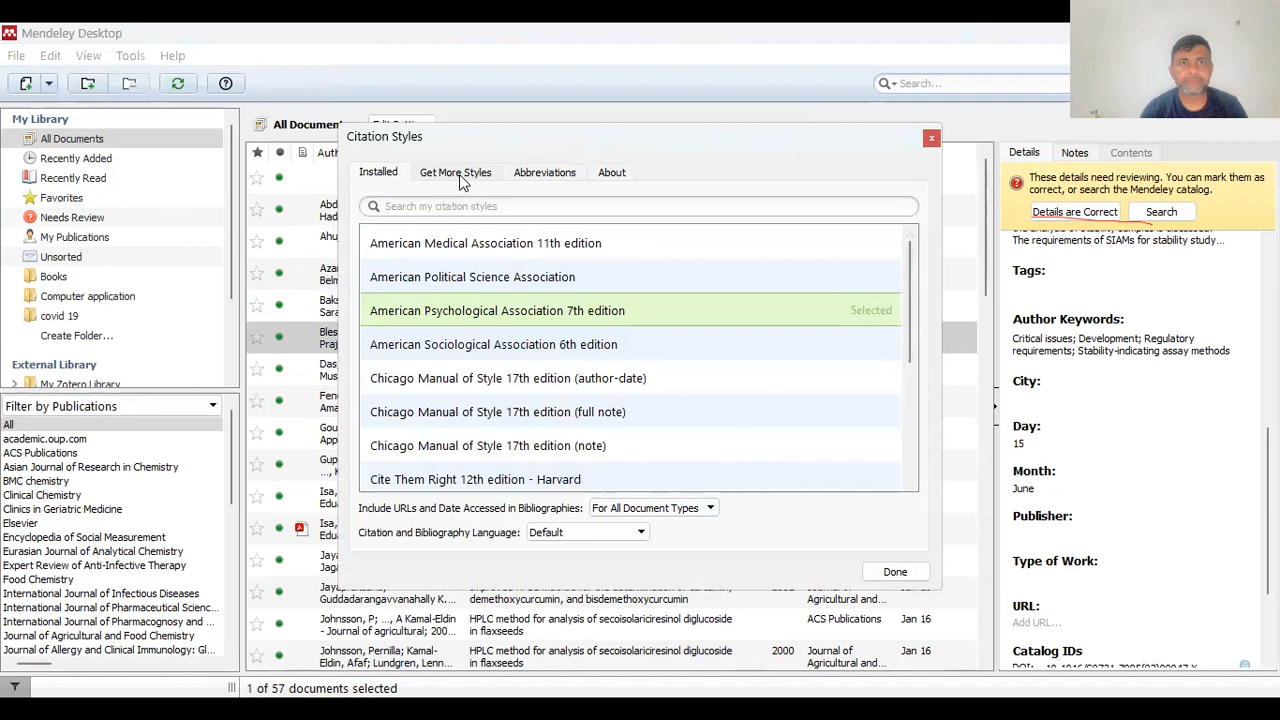 Mendeley Desktop
File Edit View Tools Help
Search...
My Library
All Documents
Recently Added
Recently Read
Favorites
Needs Review
My Publications
Unsorted
Books
Computer application
covid 19
Create Folder...
External Library
My Zotero Library
Filter by Publications
All
academic.oup.com
ACS Publications
Asian Journal of Research in Chemistry
BMC chemistry
Clinical Chemistry
Clinics in Geriatric Medicine
Elsevier
Encyclopedia of Social Measurement
Eurasian Journal of Analytical Chemistry
Expert Review of Anti-Infective Therapy
Food Chemistry
International Journal of Infectious Diseases
International Journal of Pharmaceutical Scienc...
International Journal of Pharmacognosy and ...
Journal of Agricultural and Food Chemistry
Journal of Allergy and Clinical Immunology: Gl...
All Documents
Citation Styles
Installed Get More Styles Abbreviations About
Search my citation styles
American Medical Association 11th edition
American Political Science Association
American Psychological Association 7th edition Selected
American Sociological Association 6th edition
Chicago Manual of Style 17th edition (author-date)
Chicago Manual of Style 17th edition (full note)
Chicago Manual of Style 17th edition (note)
Cite Them Right 12th edition - Harvard
Include URLs and Date Accessed in Bibliographies: For All Document Types
Citation and Bibliography Language: Default
Done
Guddadarangavvanahally K... demethoxycurcumin, and bisdemethoxycurcumin Agricultural and ...
Johnsson, P; ..., A Kamal-Eldin HPLC method for analysis of secoisolariciresinol diglucoside ACS Publications Jan 16
- Journal of agricultural; 200... in flaxseeds
Johnsson, Pernilla; Kamal- HPLC method for analysis of secoisolariciresinol diglucoside 2000 Journal of Jan 16
Eldin, Afaf; Lundgren, Lenn... in flaxseeds Agricultural a...
1 of 57 documents selected
Details Notes Contents
These details need reviewing. You can mark them as
correct, or search the Mendeley catalog.
Details are Correct Search
The requirements of SIAMs for stability study...
Tags:
Author Keywords:
Critical issues; Development; Regulatory
requirements; Stability-indicating assay methods
City:
Day:
15
Month:
June
Publisher:
Type of Work:
URL:
Add URL...
Catalog IDs